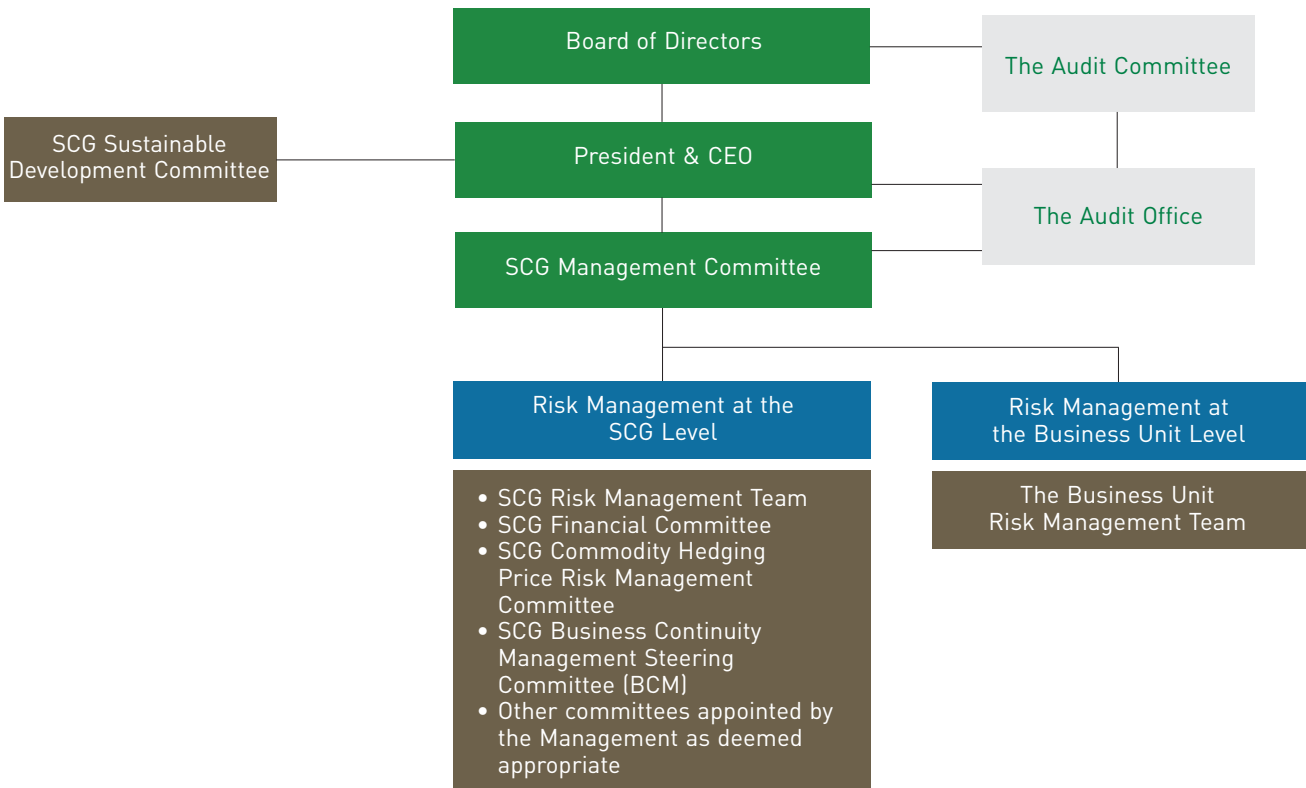 Board of Directors
The Audit Committee
SCG Sustainable
Development Committee
President & CEO
The Audit Office
SCG Management Committee
Risk Management at the
SCG Level
Risk Management at
the Business Unit Level
• SCG Risk Management Team
• SCG Financial Committee
• SCG Commodity Hedging
Price Risk Management
Committee
• SCG Business Continuity
Management Steering
Committee (BCM)
• Other committees appointed by
the Management as deemed
appropriate
The Business Unit
Risk Management Team